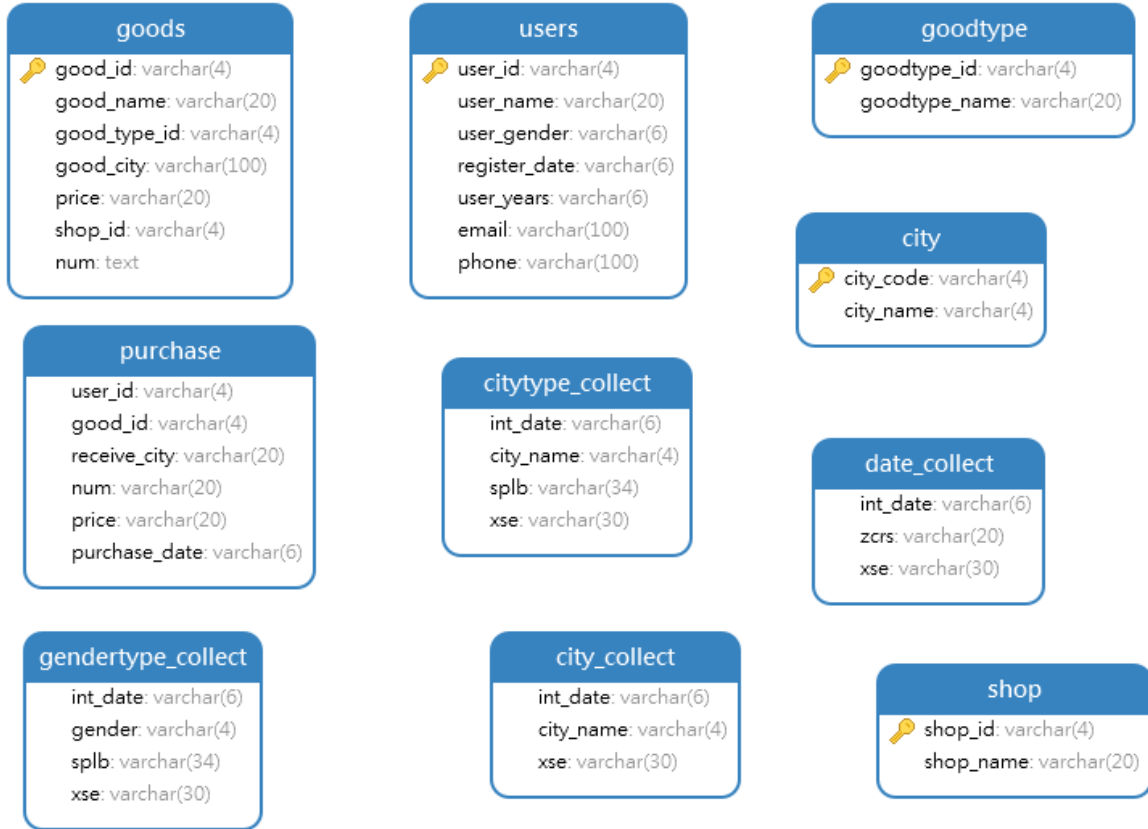 goods
good_id: varchar(4)
good_name: varchar(20)
good_type_id: varchar(4)
good_city: varchar(100)
price: varchar(20)
shop_id: varchar(4)
num: text
users
user_id: varchar(4)
user_name: varchar(20)
user_gender: varchar(6)
register_date: varchar(6)
user_years: varchar(6)
email: varchar(100)
phone: varchar(100)
goodtype
goodtype_id: varchar(4)
goodtype_name: varchar(20)
city
city_code: varchar(4)
city_name: varchar(4)
purchase
user_id: varchar(4)
good_id: varchar(4)
receive_city: varchar(20)
num: varchar(20)
price: varchar(20)
purchase_date: varchar(6)
citytype_collect
int_date: varchar(6)
city_name: varchar(4)
splb: varchar(34)
xse: varchar(30)
date_collect
int_date: varchar(6)
zcrs: varchar(20)
xse: varchar(30)
gendertype_collect
int_date: varchar(6)
gender: varchar(4)
splb: varchar(34)
xse: varchar(30)
city_collect
int_date: varchar(6)
city_name: varchar(4)
xse: varchar(30)
shop
shop_id: varchar(4)
shop_name: varchar(20)